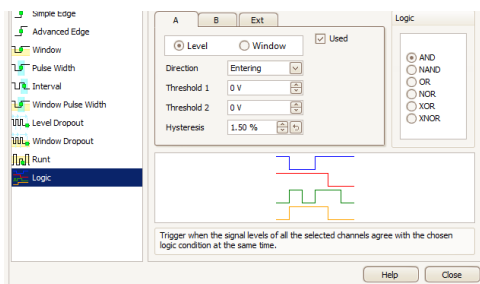 Simple Edge
Advanced Edge
Window
Pulse Width
Interval
Window Pulse Width
Level Dropout
Window Dropout
Runt
Logic
A
B
Ext
Level
Window
Used
Direction
Entering
Threshold 1
0 V
Threshold 2
0 V
Hysteresis
1.50 %
Logic
AND
NAND
OR
NOR
XOR
XNOR
Trigger when the signal levels of all the selected channels agree with the chosen
logic condition at the same time.
Help
Close